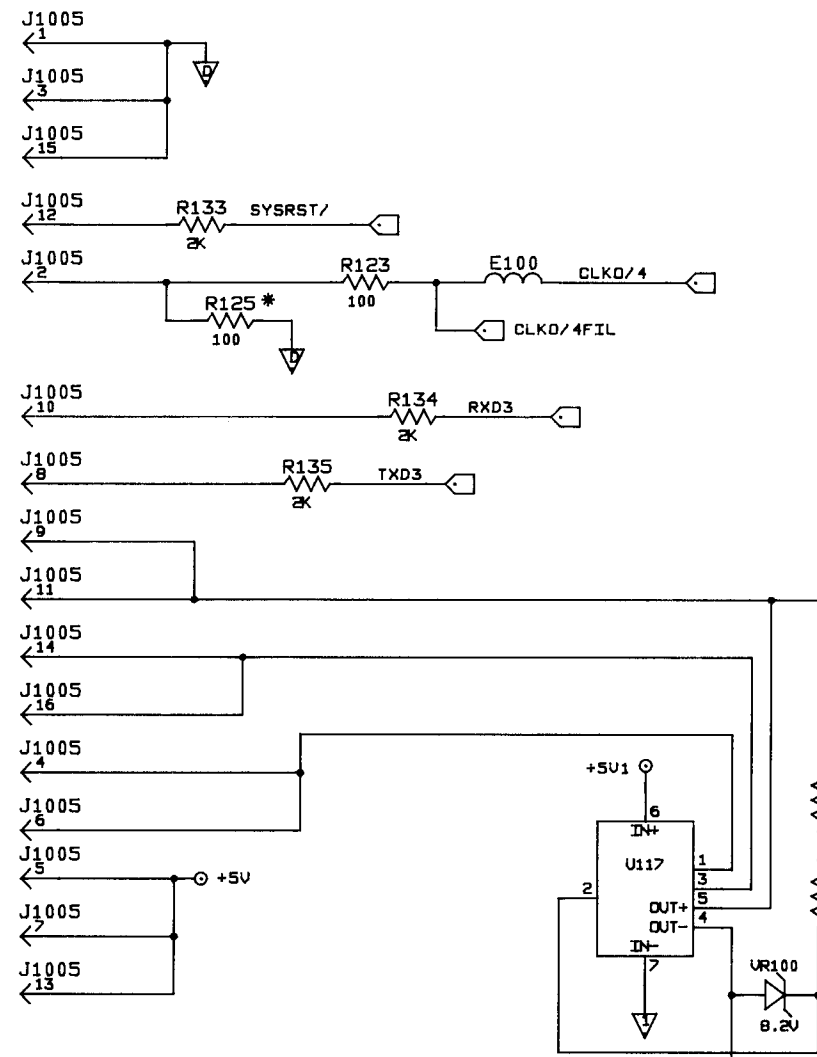 J1005
1
D
J1005
3
J1005
15
J1005
12
R133
SYSRST/
2K
J1005
2
R123
100
E100
CLKO/4
R125 *
100
D
CLKO/4FIL
J1005
10
R134
RXD3
2K
J1005
8
R135
TXD3
2K
J1005
9
J1005
11
J1005
14
J1005
16
J1005
4
J1005
6
J1005
5
+5V
J1005
7
J1005
13
+5V1
6
IN+
U117
1
2
3
5
OUT+
4
OUT-
IN-
7
1
VR100
8.2V